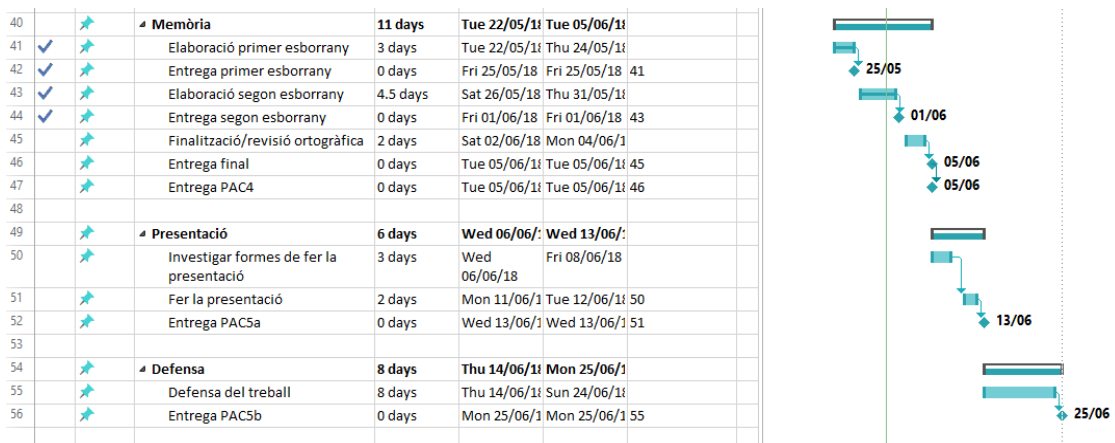 40 Memòria 11 days Tue 22/05/18 Tue 05/06/18
41 Elaboració primer esborrany 3 days Tue 22/05/18 Thu 24/05/18
42 Entrega primer esborrany 0 days Fri 25/05/18 Fri 25/05/18 41 25/05
43 Elaboració segon esborrany 4.5 days Sat 26/05/18 Thu 31/05/18
44 Entrega segon esborrany 0 days Fri 01/06/18 Fri 01/06/18 43 01/06
45 Finalització/revisió ortogràfica 2 days Sat 02/06/18 Mon 04/06/1
46 Entrega final 0 days Tue 05/06/18 Tue 05/06/18 45 05/06
47 Entrega PAC4 0 days Tue 05/06/18 Tue 05/06/18 46 05/06
48
49 Presentació 6 days Wed 06/06/ Wed 13/06/
50 Investigar formes de fer la 3 days Wed Fri 08/06/18
presentació 06/06/18
51 Fer la presentació 2 days Mon 11/06/1 Tue 12/06/18 50
52 Entrega PAC5a 0 days Wed 13/06/1 Wed 13/06/1 51 13/06
53
54 Defensa 8 days Thu 14/06/18 Mon 25/06/1
55 Defensa del treball 8 days Thu 14/06/18 Sun 24/06/18
56 Entrega PAC5b 0 days Mon 25/06/1 Mon 25/06/1 55 25/06